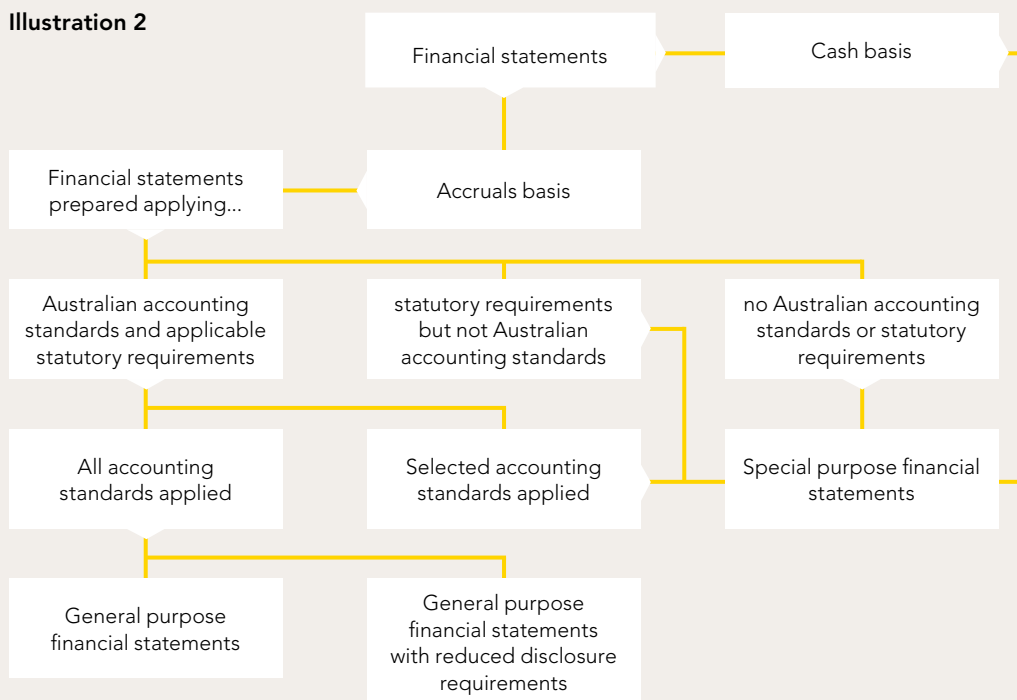 Illustration 2
Financial statements
Cash basis
Financial statements
prepared applying...
Accruals basis
Australian accounting
standards and applicable
statutory requirements
statutory requirements
but not Australian
accounting standards
no Australian accounting
standards or statutory
requirements
All accounting
standards applied
Selected accounting
standards applied
Special purpose financial
statements
General purpose
financial statements
General purpose
financial statements
with reduced disclosure
requirements